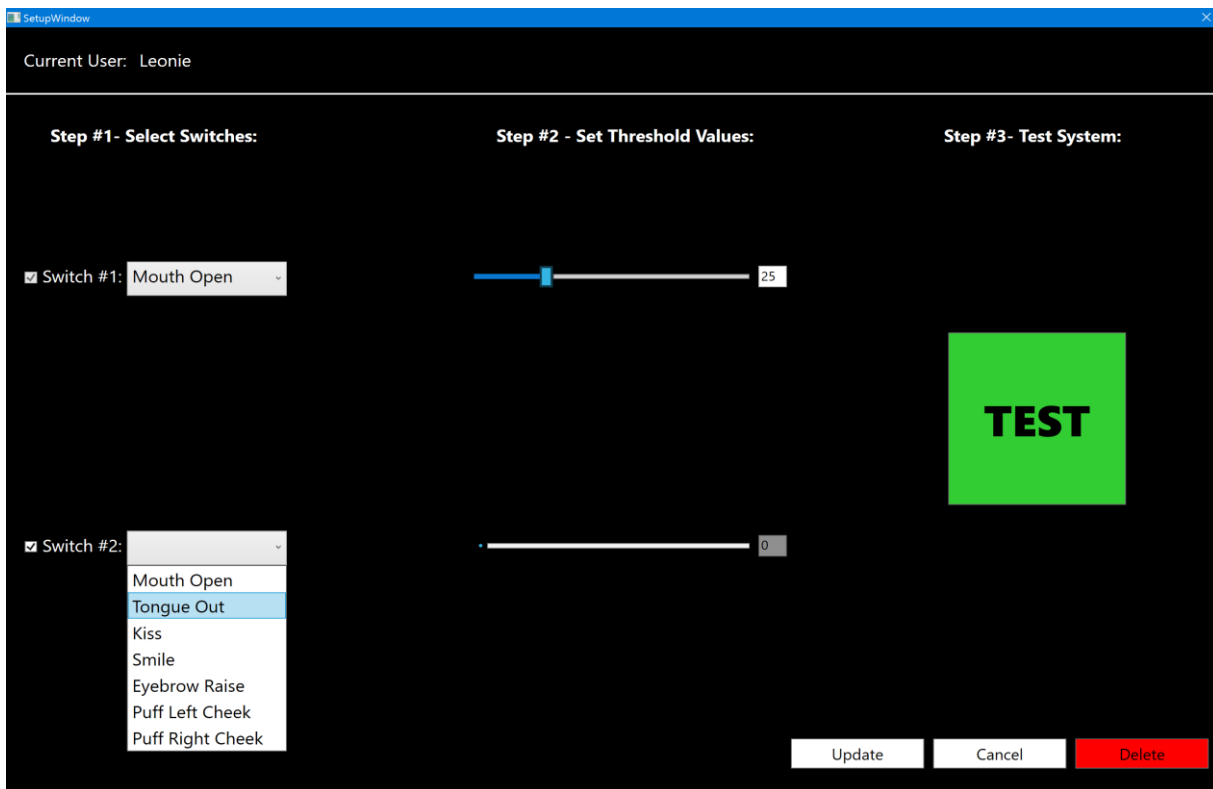 SetupWindow
Current User: Leonie
Step #1- Select Switches:
Step #2 - Set Threshold Values:
Step #3- Test System:
Switch #1: Mouth Open
25
TEST
Switch #2:
0
Mouth Open
Tongue Out
Kiss
Smile
Eyebrow Raise
Puff Left Cheek
Puff Right Cheek
Update
Cancel
Delete